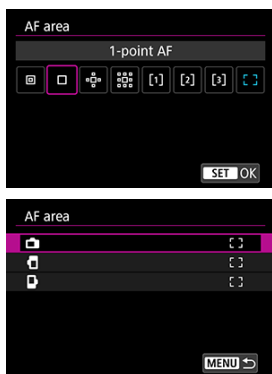 AF area
1-point AF
[1] [2] [3]
SET OK
AF area
MENU